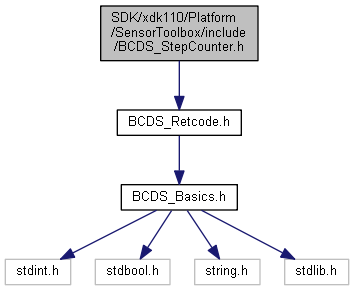 SDK/xdk110/Platform
/SensorToolbox/include
/BCDS_StepCounter.h
BCDS_Retcode.h
BCDS_Basics.h
stdint.h
stdbool.h
string.h
stdlib.h